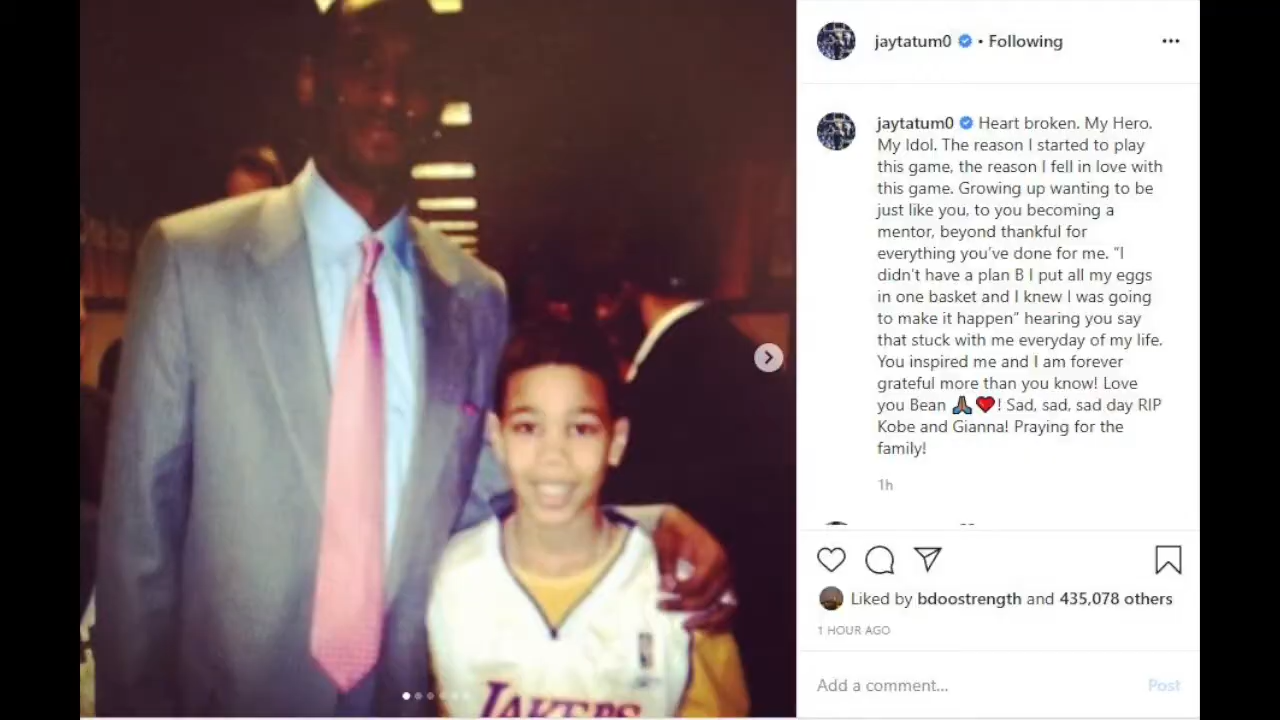 jaytatum0 • Following
jaytatum0 Heart broken. My Hero.
My Idol. The reason I started to play
this game, the reason I fell in love with
this game. Growing up wanting to be
just like you, to you becoming a
mentor, beyond thankful for
everything you've done for me. "I
didn't have a plan B I put all my eggs
in one basket and I knew I was going
to make it happen" hearing you say
that stuck with me everyday of my life.
You inspired me and I am forever
grateful more than you know! Love
you Bean 🙏🏾❤️! Sad, sad, sad day RIP
Kobe and Gianna! Praying for the
family!
1h
Liked by bdoostrength and 435,078 others
1 HOUR AGO
Add a comment... Post
LAKERS